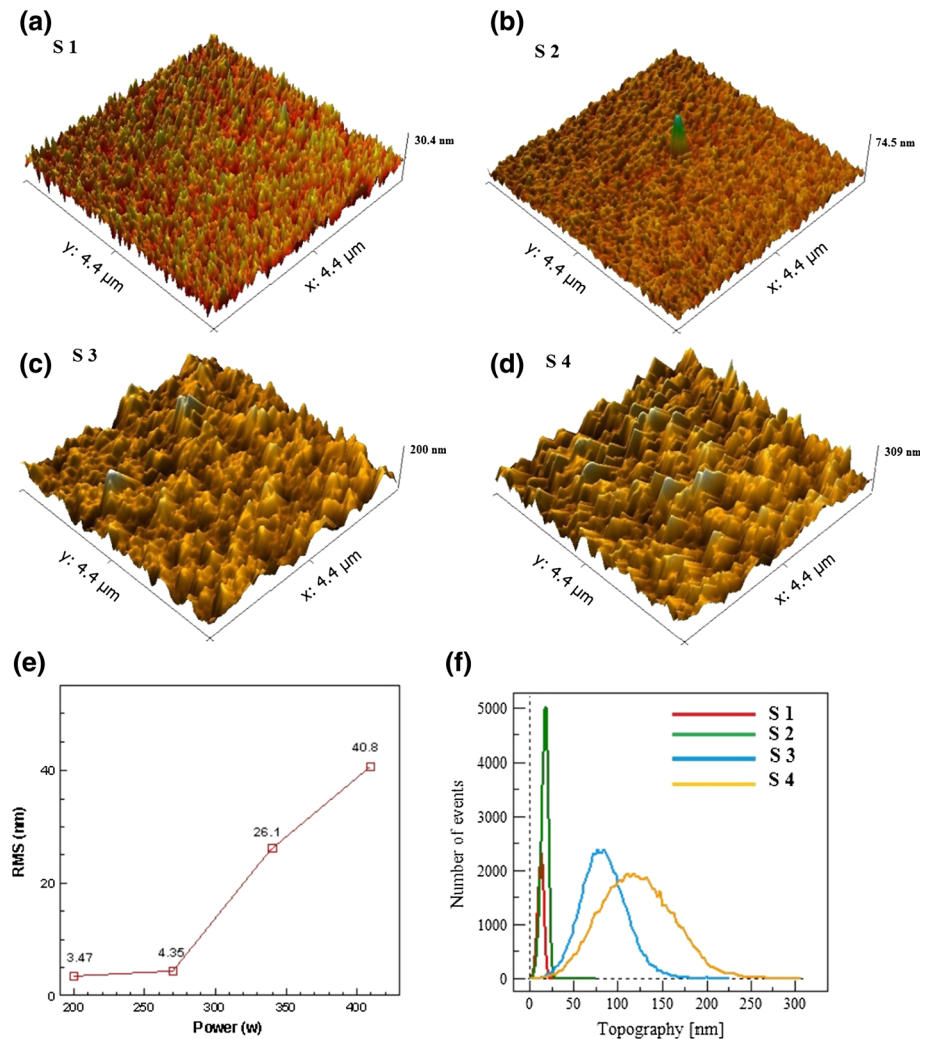 (a)
S 1
30.4 nm
y: 4.4 µm
x: 4.4 µm
(b)
S 2
74.5 nm
y: 4.4 µm
x: 4.4 µm
(c)
S 3
200 nm
y: 4.4 µm
x: 4.4 µm
(d)
S 4
309 nm
y: 4.4 µm
x: 4.4 µm
(e)
RMS (nm)
40
20
0
3.47
4.35
26.1
40.8
200
250
300
350
400
Power (w)
(f)
Number of events
5000
4000
3000
2000
1000
0
S 1
S 2
S 3
S 4
0
50
100
150
200
250
300
Topography [nm]